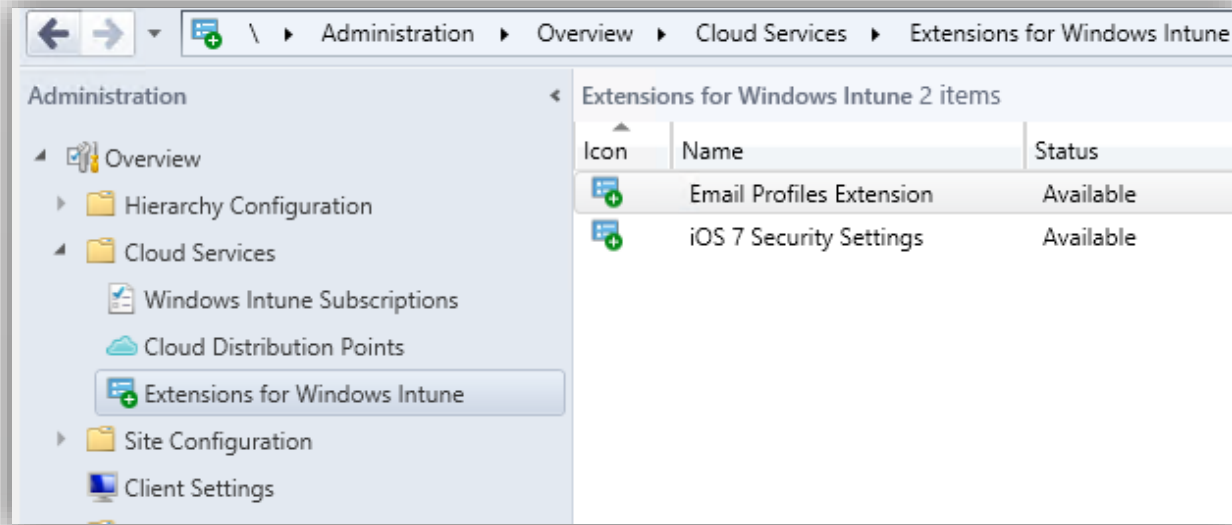 \ Administration Overview Cloud Services Extensions for Windows Intune
Administration
Overview
Hierarchy Configuration
Cloud Services
Windows Intune Subscriptions
Cloud Distribution Points
Extensions for Windows Intune
Site Configuration
Client Settings
Extensions for Windows Intune 2 items
Icon Name Status
Email Profiles Extension Available
iOS 7 Security Settings Available